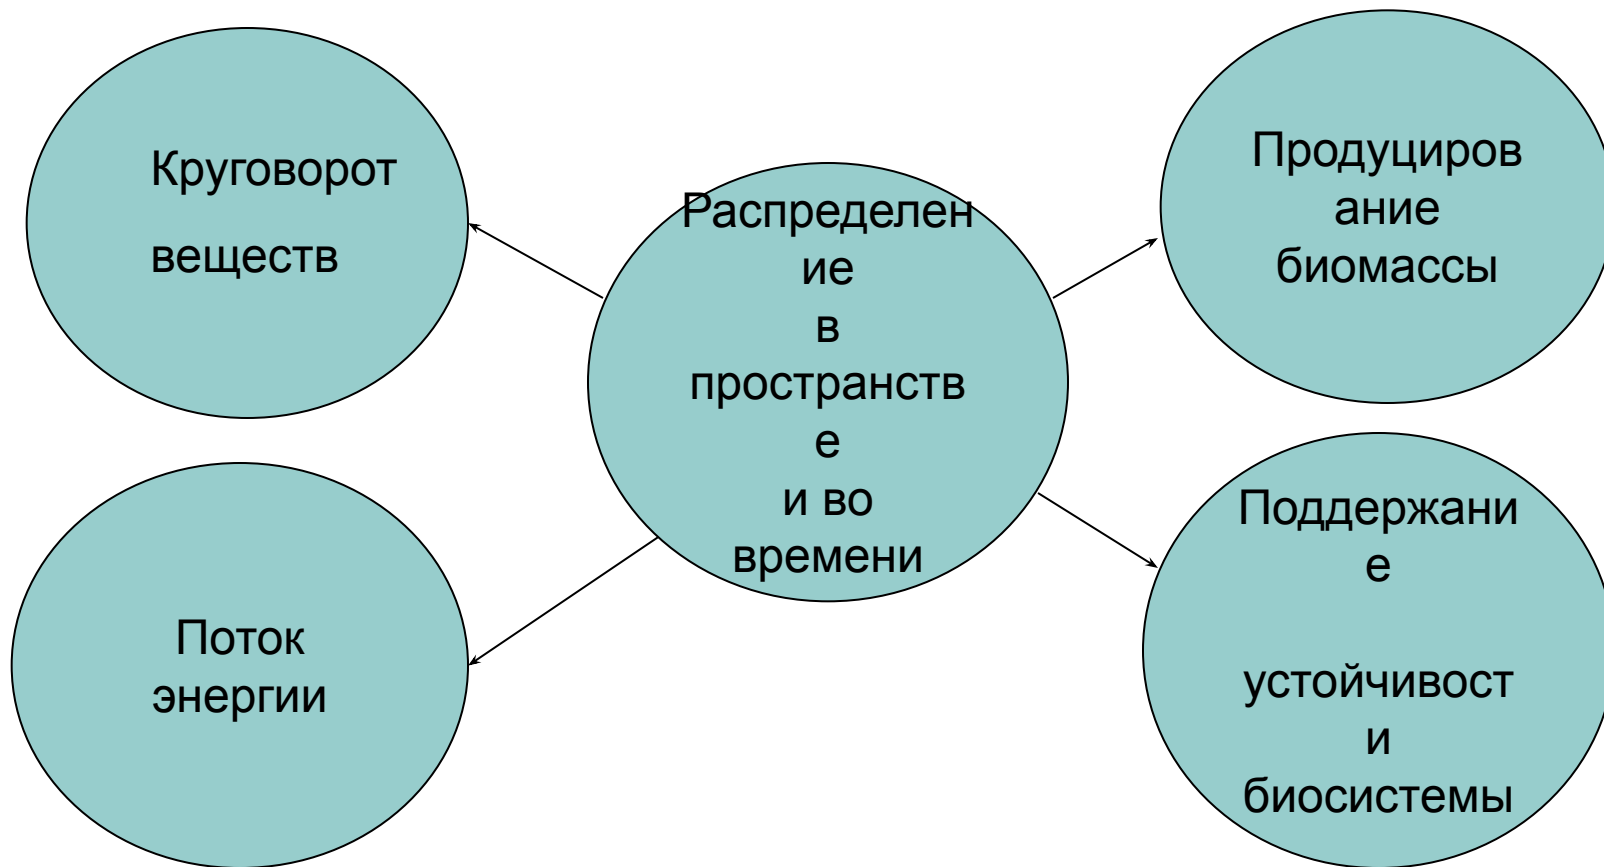 Круговорот
веществ
Распределен
ие
в
пространств
е
и во
времени
Продуциров
ание
биомассы
Поток
энергии
Поддержани
е
устойчивост
и
биосистемы